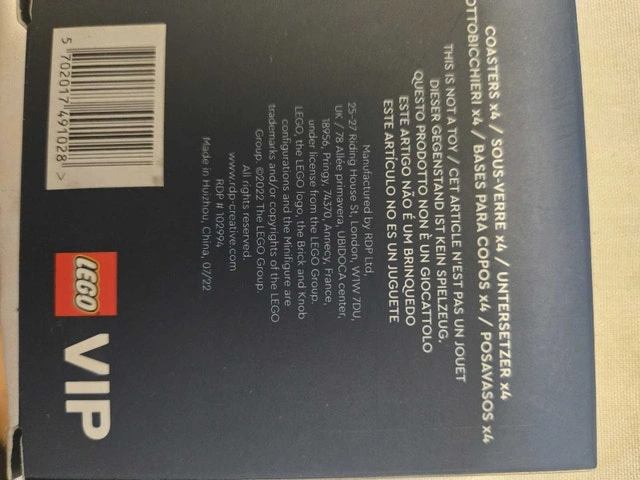 COASTERS x4 / SOUS-VERRE x4 / UNTERSETZER x4
OTTOBICCHIERI x4 / BASES PARA COPOS x4 / POSAVASOS x4
THIS IS NOT A TOY / CET ARTICLE N'EST PAS UN JOUET
DIESER GEGENSTAND IST KEIN SPIELZEUG,
QUESTO PRODOTTO NON È UN GIOCATTOLO
ESTE ARTIGO NÃO É UM BRINQUEDO
ESTE ARTÍCULO NO ES UN JUGUETE
Manufactured by RDP Ltd.
25-27 Riding House St, London, W1W 7DU,
UK / 78 Allée primavera, UBIDOCA center,
18956, Pringy, 74370, Annecy, France,
under license from the LEGO Group.
LEGO, the LEGO logo, the Brick and Knob
configurations and the Minifigure are
trademarks and/or copyrights of the LEGO
Group. ©2022 The LEGO Group.
All rights reserved.
www.rdp-creative.com
RDP # 102994
Made in Huizhou, China, 07/22
5 702017 491028 >
LEGO
VIP